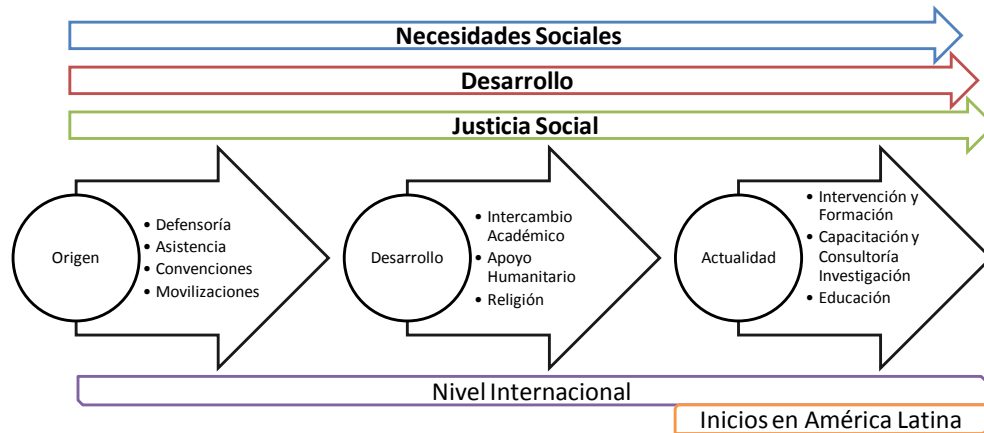 Necesidades Sociales
Desarrollo
Justicia Social
Origen
• Defensoría
• Asistencia
• Convenciones
• Movilizaciones
Desarrollo
• Intercambio
Académico
• Apoyo
Humanitario
• Religión
Actualidad
• Intervención y
Formación
• Capacitación y
Consultoría
Investigación
• Educación
Nivel Internacional
Inicios en América Latina